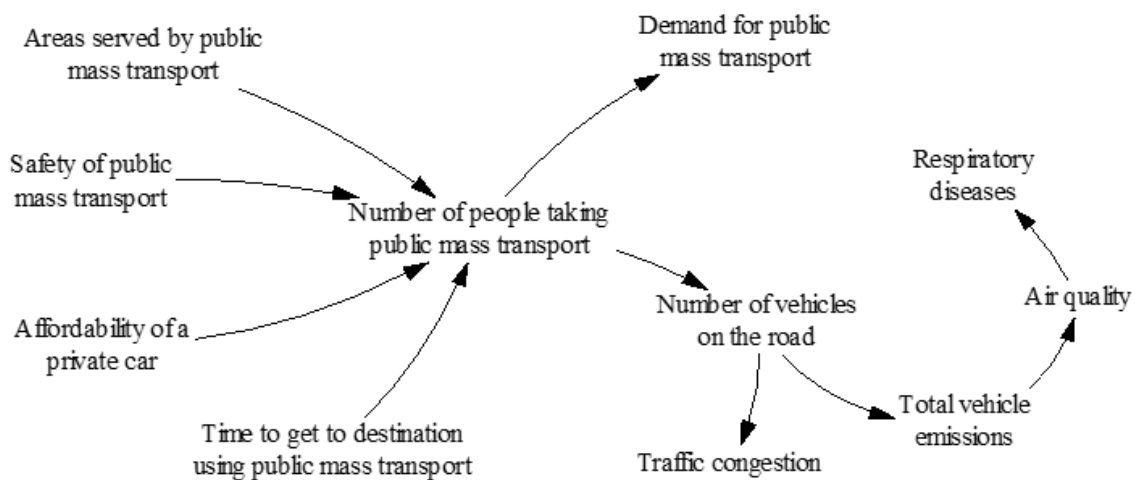 Areas served by public
mass transport
Demand for public
mass transport
Safety of public
mass transport
Respiratory
diseases
Number of people taking
public mass transport
Number of vehicles
on the road
Air quality
Affordability of a
private car
Total vehicle
emissions
Time to get to destination
using public mass transport
Traffic congestion